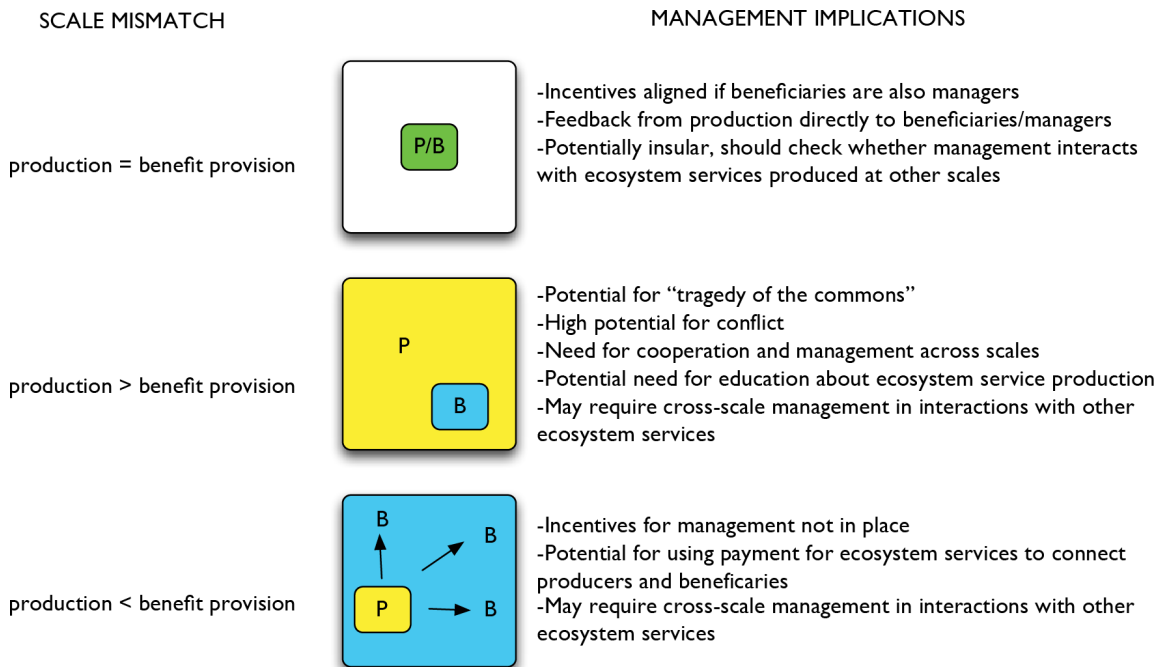 SCALE MISMATCH
MANAGEMENT IMPLICATIONS
production = benefit provision
P/B
-Incentives aligned if beneficiaries are also managers
-Feedback from production directly to beneficiaries/managers
-Potentially insular, should check whether management interacts
with ecosystem services produced at other scales
production > benefit provision
P
B
-Potential for “tragedy of the commons”
-High potential for conflict
-Need for cooperation and management across scales
-Potential need for education about ecosystem service production
-May require cross-scale management in interactions with other
ecosystem services
production < benefit provision
B
B
P
B
-Incentives for management not in place
-Potential for using payment for ecosystem services to connect
producers and beneficaries
-May require cross-scale management in interactions with other
ecosystem services